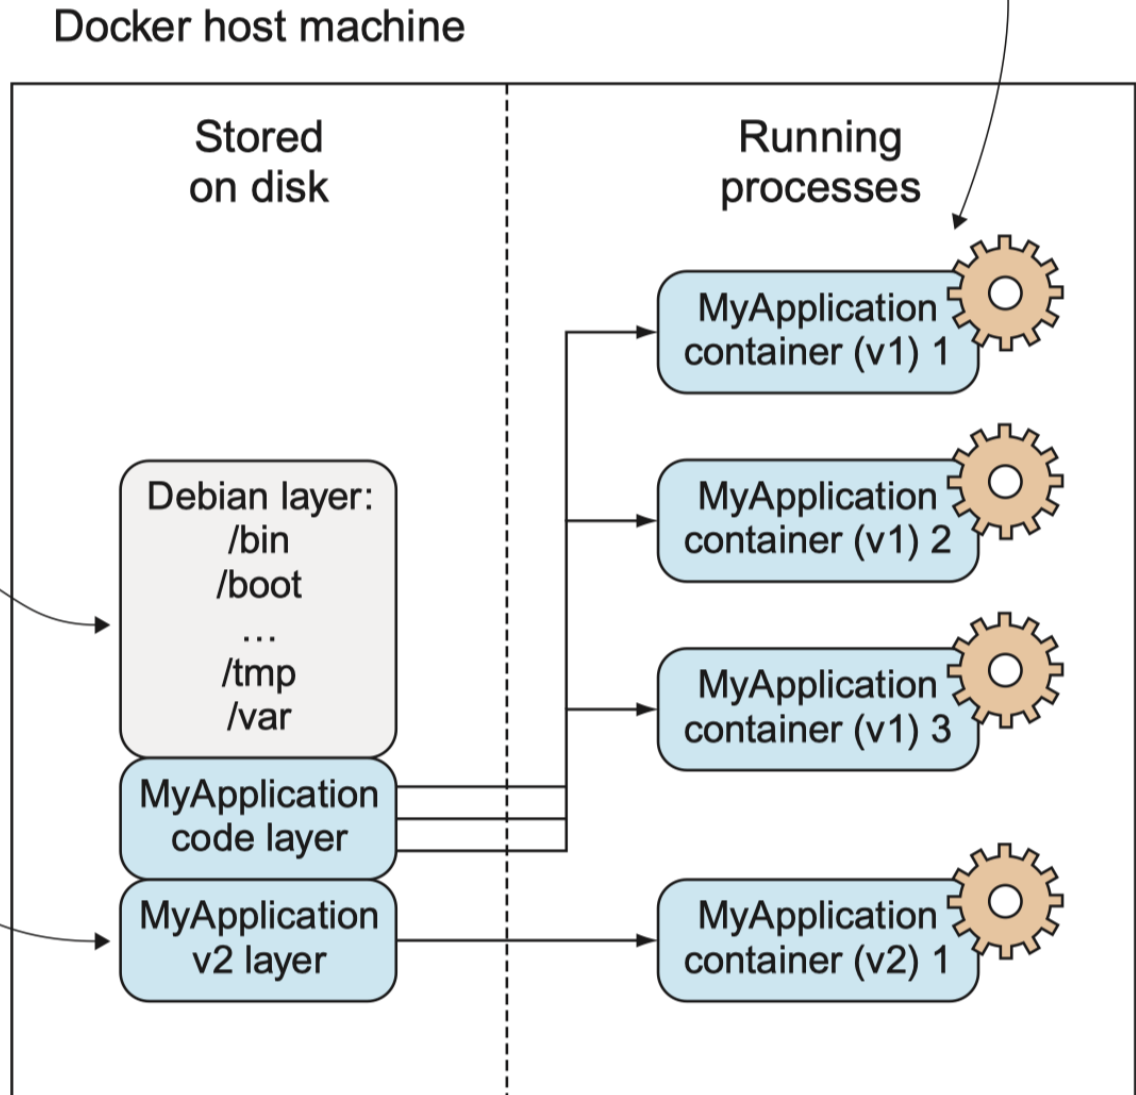 Docker host machine
Stored
on disk
Running
processes
MyApplication
container (v1) 1
MyApplication
container (v1) 2
MyApplication
container (v1) 3
Debian layer:
/bin
/boot
...
/tmp
/var
MyApplication
code layer
MyApplication
v2 layer
MyApplication
container (v2) 1